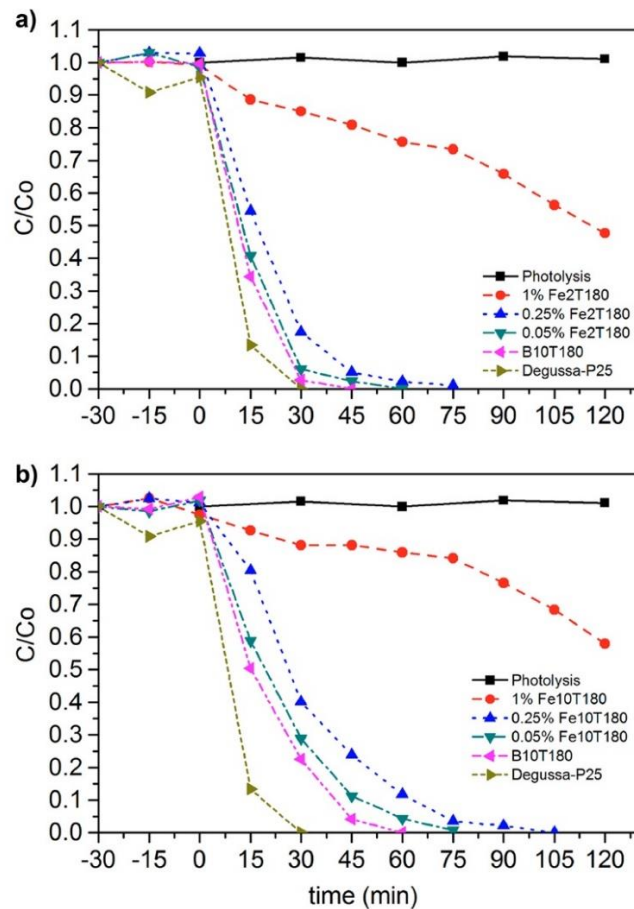 a)
1.1
1.0
0.9
0.8
0.7
0.6
0.5
0.4
0.3
0.2
0.1
0.0
C/Co
Photolysis
1% Fe2T180
0.25% Fe2T180
0.05% Fe2T180
B10T180
Degussa-P25
-30 -15 0 15 30 45 60 75 90 105 120
b)
1.1
1.0
0.9
0.8
0.7
0.6
0.5
0.4
0.3
0.2
0.1
0.0
C/Co
Photolysis
1% Fe10T180
0.25% Fe10T180
0.05% Fe10T180
B10T180
Degussa-P25
-30 -15 0 15 30 45 60 75 90 105 120
time (min)